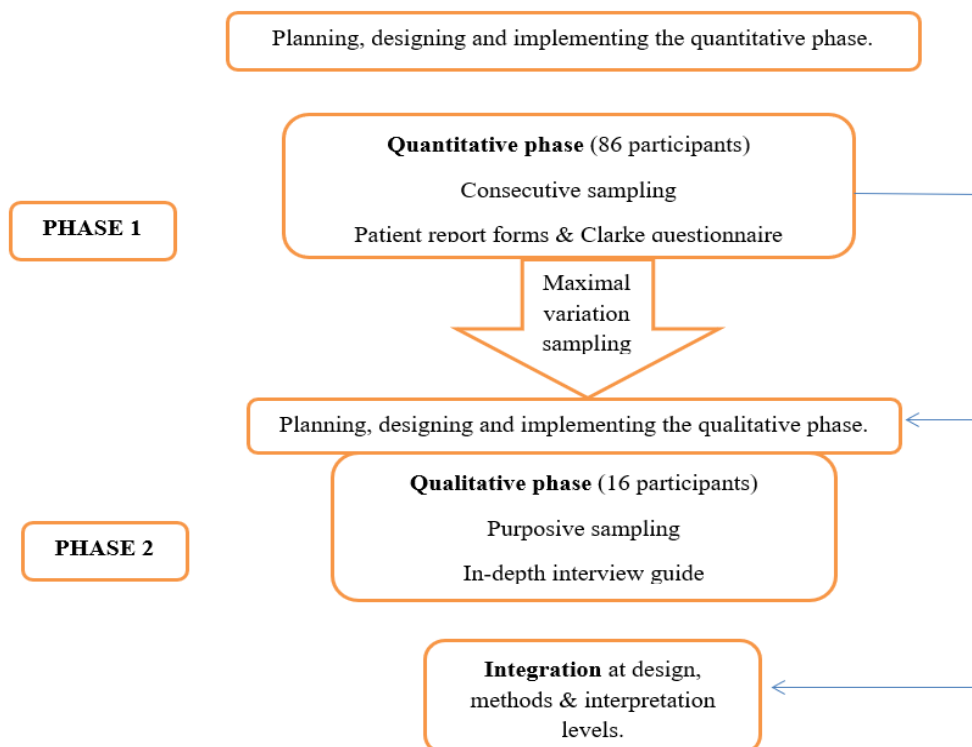 Planning, designing and implementing the quantitative phase.
Quantitative phase (86 participants)
Consecutive sampling
PHASE 1
Patient report forms & Clarke questionnaire
Maximal
variation
sampling
Planning, designing and implementing the qualitative phase.
Qualitative phase (16 participants)
Purposive sampling
PHASE 2
In-depth interview guide
Integration at design,
methods & interpretation
levels.